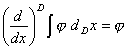 (d/dx)^D ∫ φ d_D x = φ